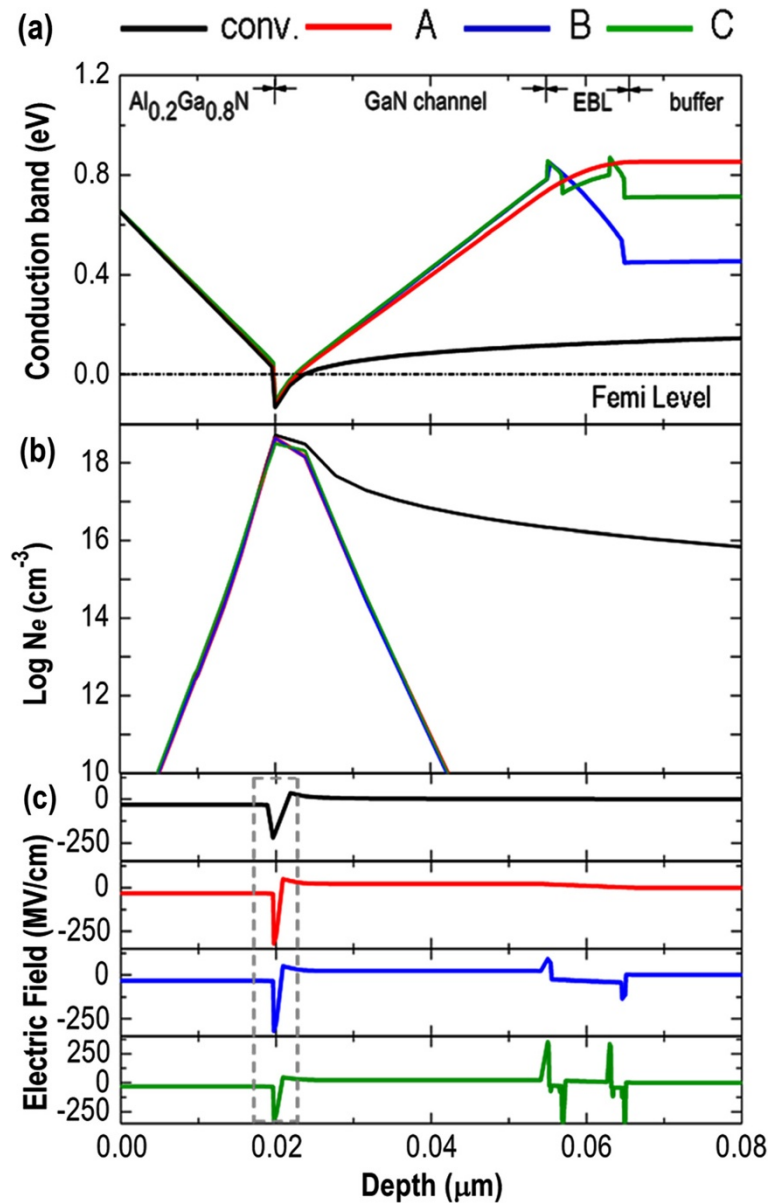 (a) conv. A B C
Al0.2Ga0.8N GaN channel EBL buffer
Conduction band (eV)
1.2
0.8
0.4
0.0
Femi Level
(b)
Log Ne (cm-3)
18
16
14
12
10
(c)
Electric Field (MV/cm)
0
-250
0
-250
0
-250
250
0
-250
0.00 0.02 0.04 0.06 0.08
Depth (μm)